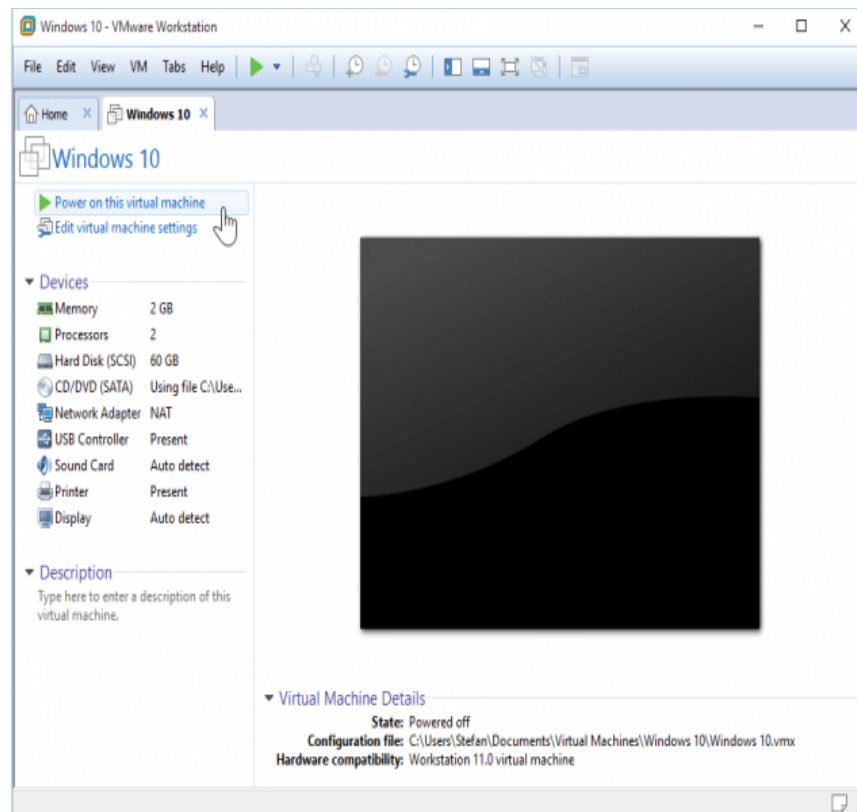 Windows 10 - VMware Workstation
File Edit View VM Tabs Help
Home Windows 10
Windows 10
Power on this virtual machine
Edit virtual machine settings
Devices
Memory 2 GB
Processors 2
Hard Disk (SCSI) 60 GB
CD/DVD (SATA) Using file C:\Use...
Network Adapter NAT
USB Controller Present
Sound Card Auto detect
Printer Present
Display Auto detect
Description
Type here to enter a description of this
virtual machine.
Virtual Machine Details
State: Powered off
Configuration file: C:\Users\Stefan\Documents\Virtual Machines\Windows 10\Windows 10.vmx
Hardware compatibility: Workstation 11.0 virtual machine